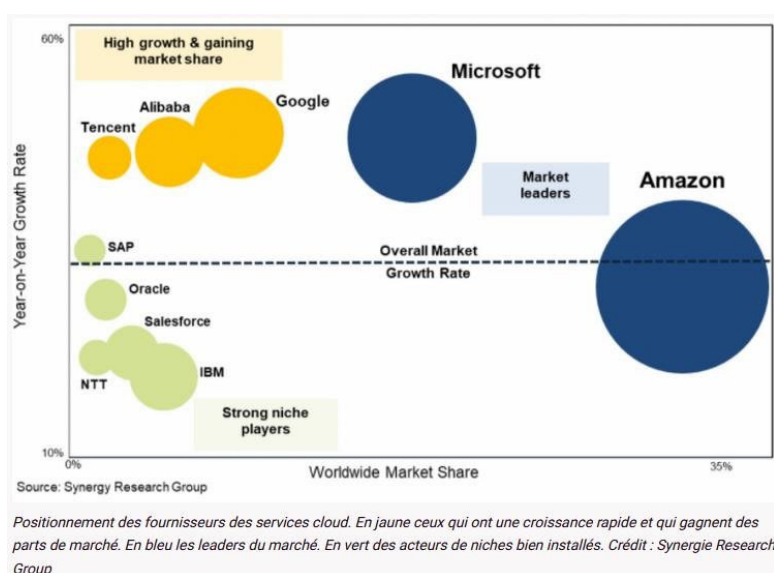 60%
High growth & gaining
market share
Microsoft
Google
Alibaba
Tencent
Market
leaders
Amazon
Year-on-Year Growth Rate
SAP
Overall Market
Growth Rate
Oracle
Salesforce
IBM
NTT
Strong niche
players
10%
0%
Worldwide Market Share
35%
Source: Synergy Research Group
Positionnement des fournisseurs des services cloud. En jaune ceux qui ont une croissance rapide et qui gagnent des
parts de marché. En bleu les leaders du marché. En vert des acteurs de niches bien installés. Crédit : Synergie Research
Group